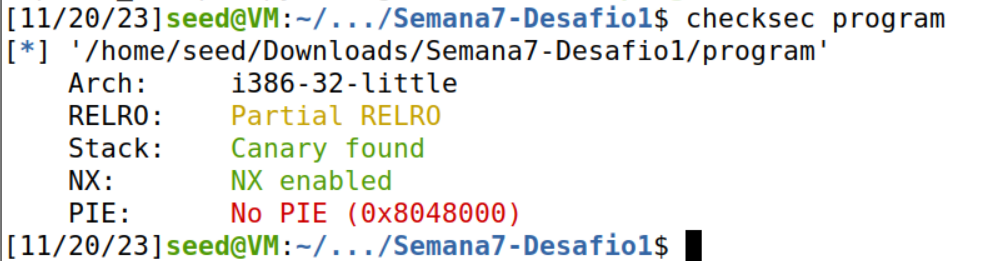 [11/20/23]seed@VM:~/.../Semana7-Desafio1$ checksec program
[*] '/home/seed/Downloads/Semana7-Desafio1/program'
    Arch:     i386-32-little
    RELRO:    Partial RELRO
    Stack:    Canary found
    NX:       NX enabled
    PIE:      No PIE (0x8048000)
[11/20/23]seed@VM:~/.../Semana7-Desafio1$